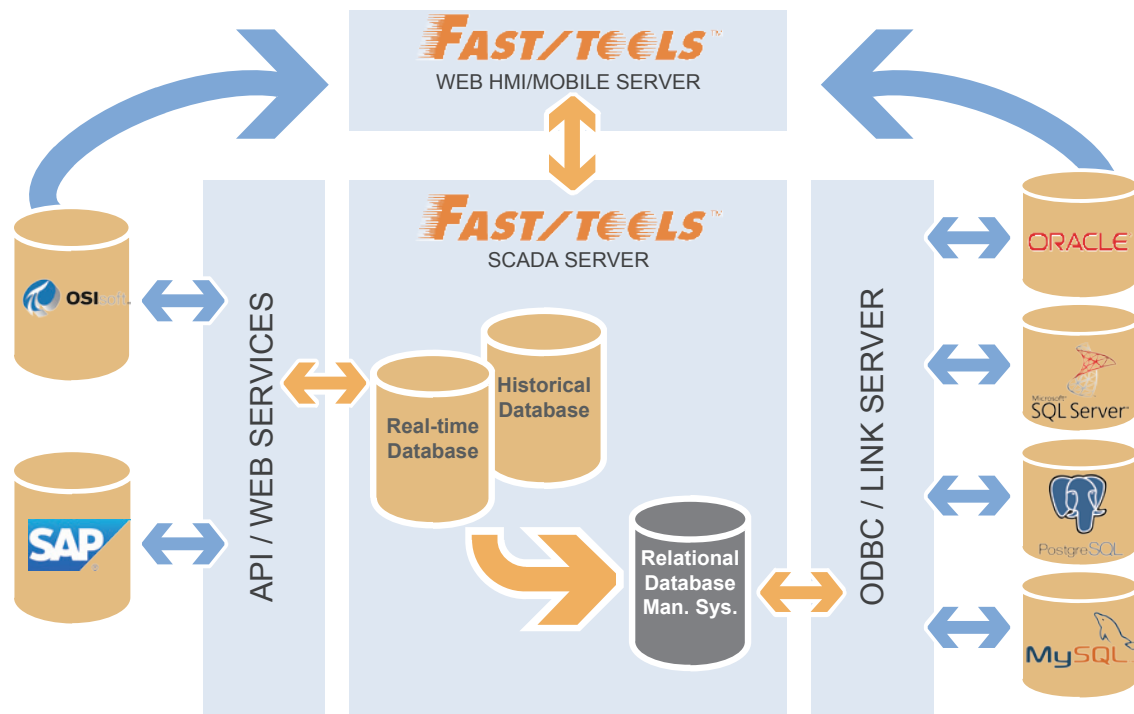 FAST/TOOLS™
WEB HMI/MOBILE SERVER
FAST/TOOLS™
SCADA SERVER
OSIsoft.
SAP
API / WEB SERVICES
Real-time
Database
Historical
Database
Relational
Database
Man. Sys.
ODBC / LINK SERVER
ORACLE
Microsoft
SQL Server
PostgreSQL
MySQL